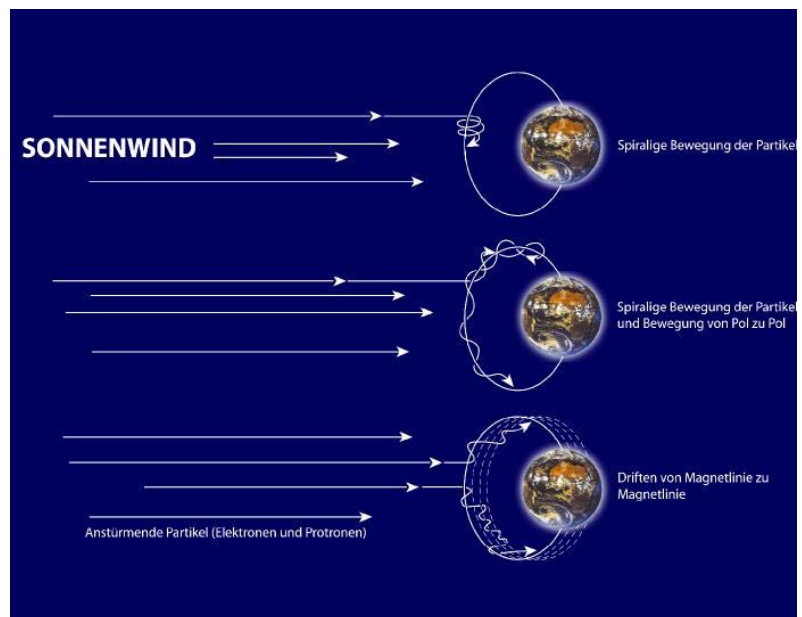 SONNENWIND
Spiralige Bewegung der Partikel
Spiralige Bewegung der Partikel
und Bewegung von Pol zu Pol
Driften von Magnetlinie zu
Magnetlinie
Anstürmende Partikel (Elektronen und Protronen)